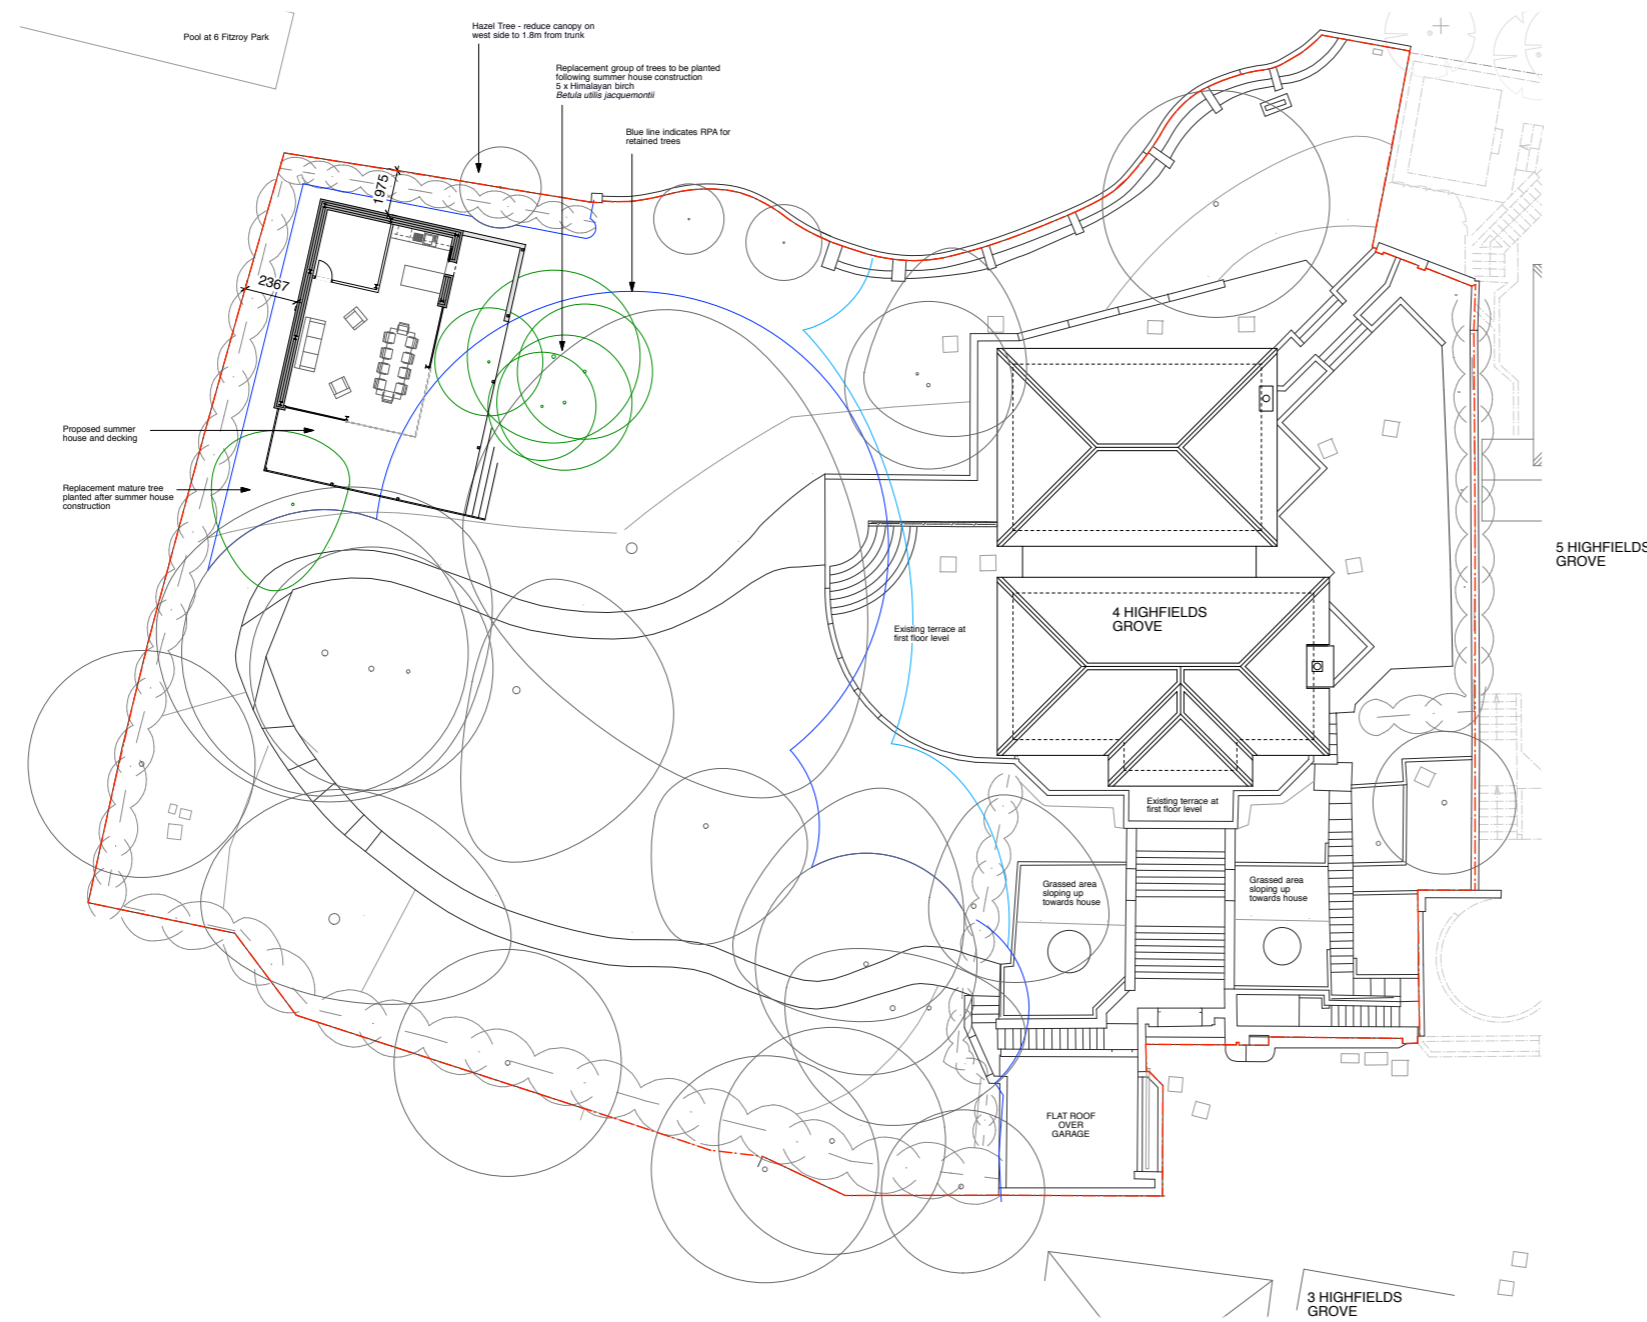 Pool at 6 Fitzroy Park
Hazel Tree - reduce canopy on
west side to 1.8m from trunk
Replacement group of trees to be planted
following summer house construction
5 x Himalayan birch
Betula utilis jacquemontii
Blue line indicates RPA for
retained trees
1975
2367
Proposed summer
house and decking
Replacement mature tree
planted after summer house
construction
5 HIGHFIELDS
GROVE
4 HIGHFIELDS
GROVE
Existing terrace at
first floor level
Existing terrace at
first floor level
Grassed area
sloping up
towards house
Grassed area
sloping up
towards house
FLAT ROOF
OVER
GARAGE
3 HIGHFIELDS
GROVE